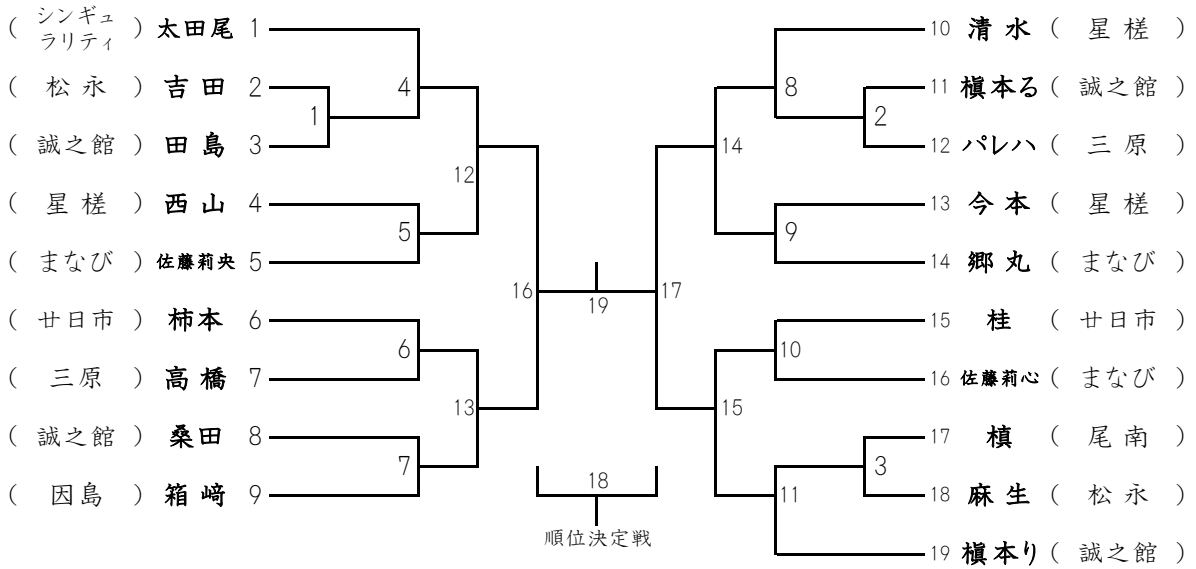 ( シンギュラリティ ) 太田尾 1
( 松永 ) 吉田 2
( 誠之館 ) 田島 3
( 星槎 ) 西山 4
( まなび ) 佐藤莉央 5
( 廿日市 ) 柿本 6
( 三原 ) 高橋 7
( 誠之館 ) 桑田 8
( 因島 ) 箱﨑 9
1
4
5
6
7
12
13
16
19
18
順位決定戦
17
14
15
8
2
9
10
3
11
10 清水 ( 星槎 )
11 槇本る ( 誠之館 )
12 パレハ ( 三原 )
13 今本 ( 星槎 )
14 郷丸 ( まなび )
15 桂 ( 廿日市 )
16 佐藤莉心 ( まなび )
17 槙 ( 尾南 )
18 麻生 ( 松永 )
19 槇本り ( 誠之館 )